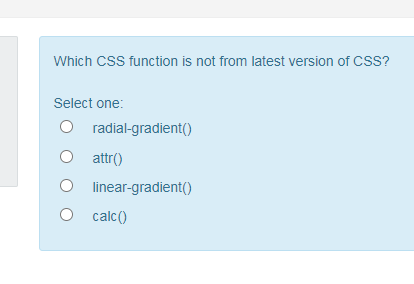 Which CSS function is not from latest version of CSS?
Select one:
radial-gradient()
attr()
linear-gradient()
calc()